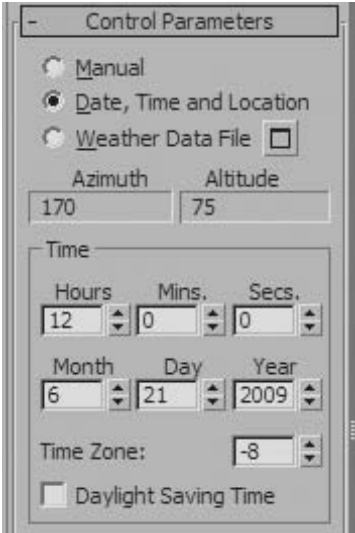 - Control Parameters
Manual
Date, Time and Location
Weather Data File
Azimuth Altitude
170 75
Time
Hours Mins. Secs.
12 0 0
Month Day Year
6 21 2009
Time Zone: -8
Daylight Saving Time